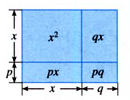 x
x² qx
p px pq
x q